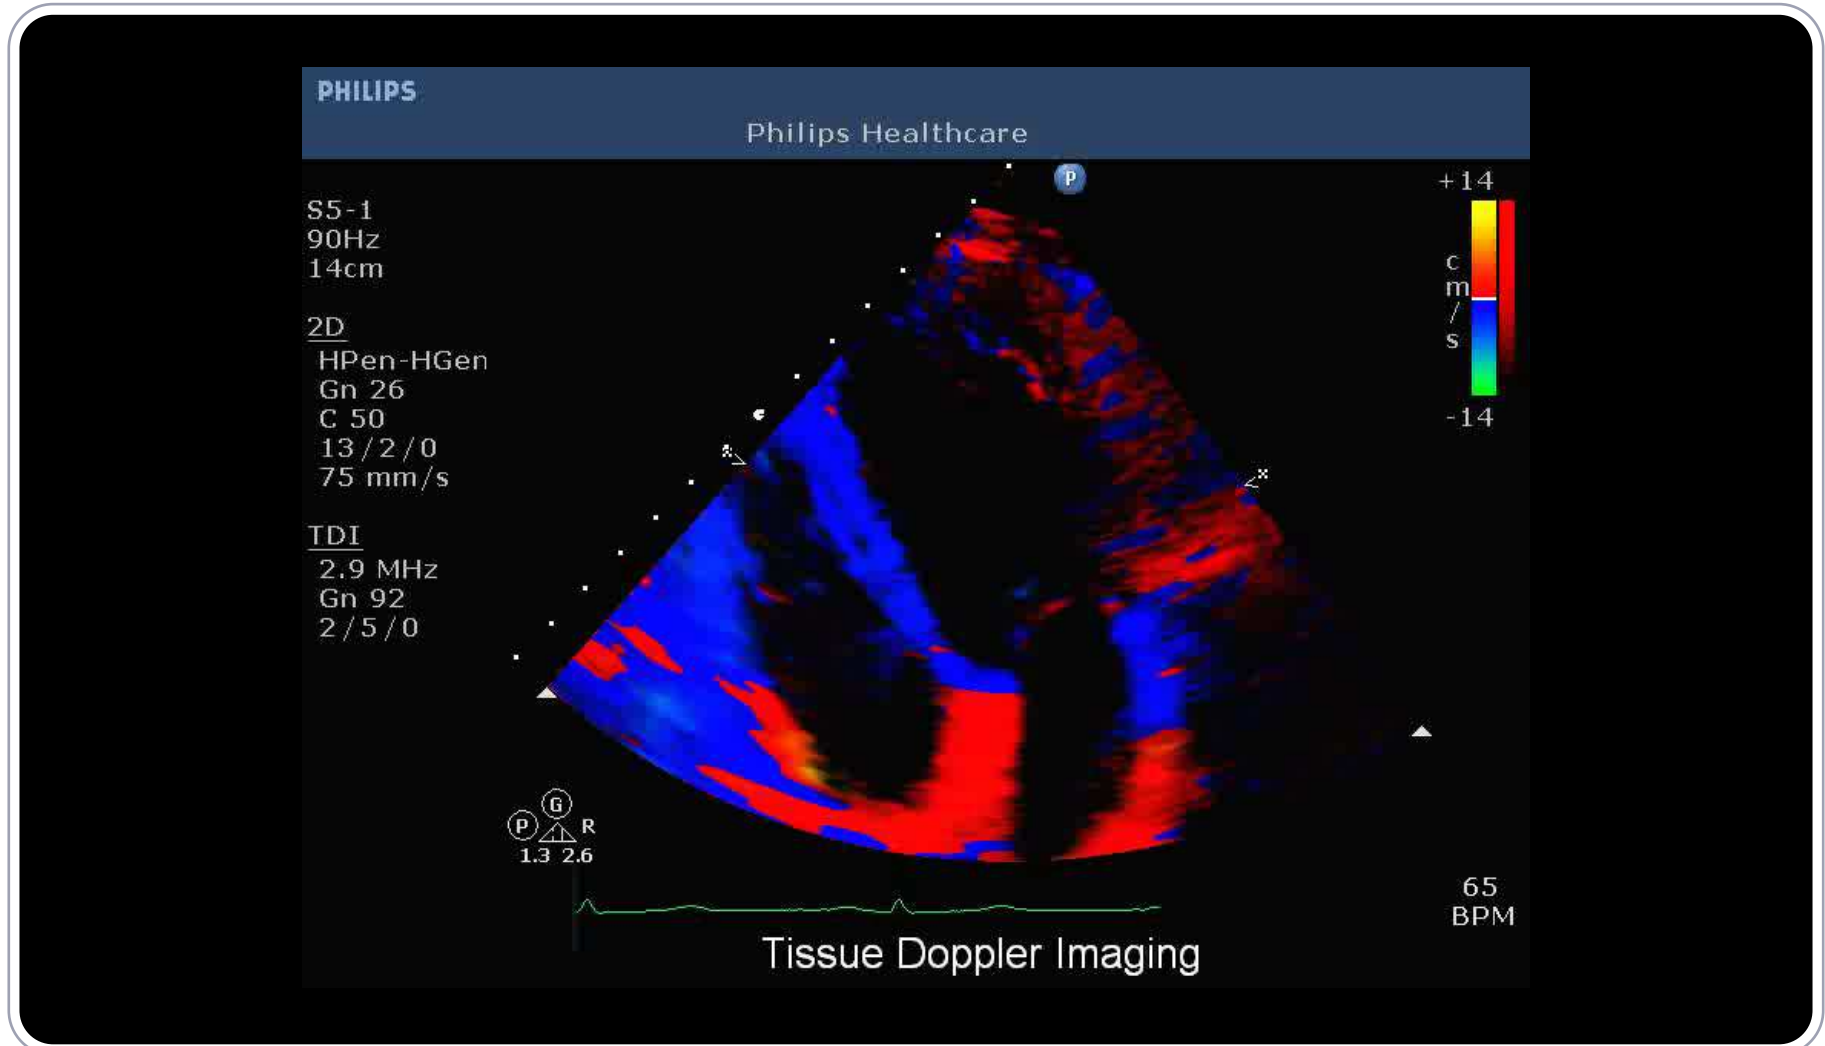 PHILIPS
Philips Healthcare
P
S5-1
90Hz
14cm
2D
HPen-HGen
Gn 26
C 50
13/2/0
75 mm/s
TDI
2.9 MHz
Gn 92
2/5/0
+14
c
m
/
s
-14
G
P R
1.3 2.6
65
BPM
Tissue Doppler Imaging